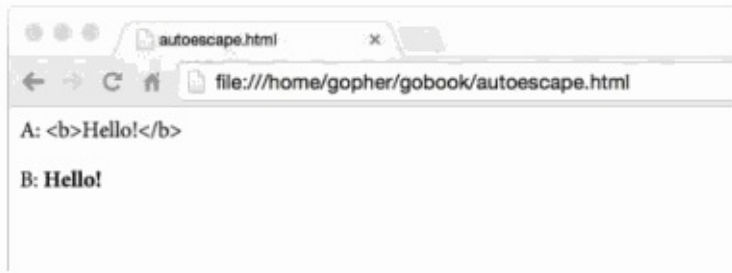 autoescape.html
file:///home/gopher/gobook/autoescape.html
A: <b>Hello!</b>
B: Hello!